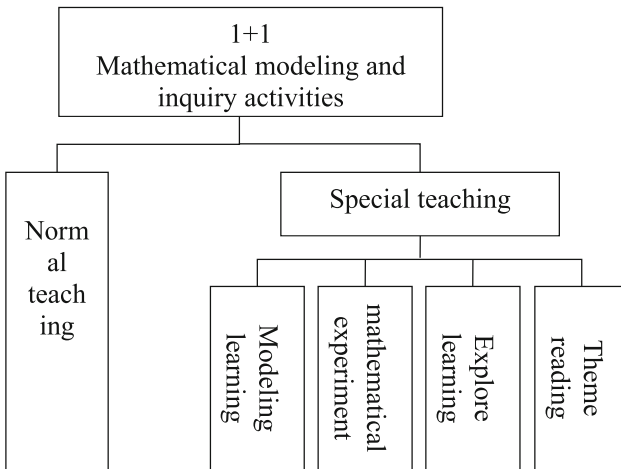 1+1
Mathematical modeling and
inquiry activities
Norm
al
teach
ing
Special teaching
Modeling
learning
mathematical
experiment
Explore
learning
Theme
reading